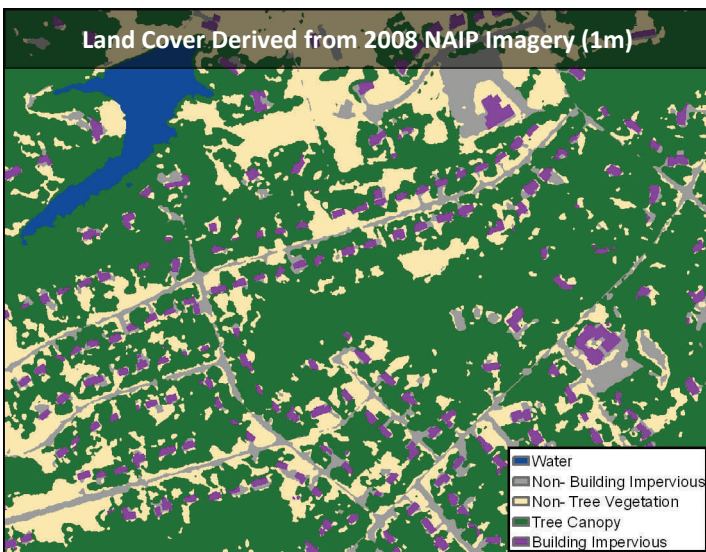 Land Cover Derived from 2008 NAIP Imagery (1m)
Water
Non- Building Impervious
Non- Tree Vegetation
Tree Canopy
Building Impervious